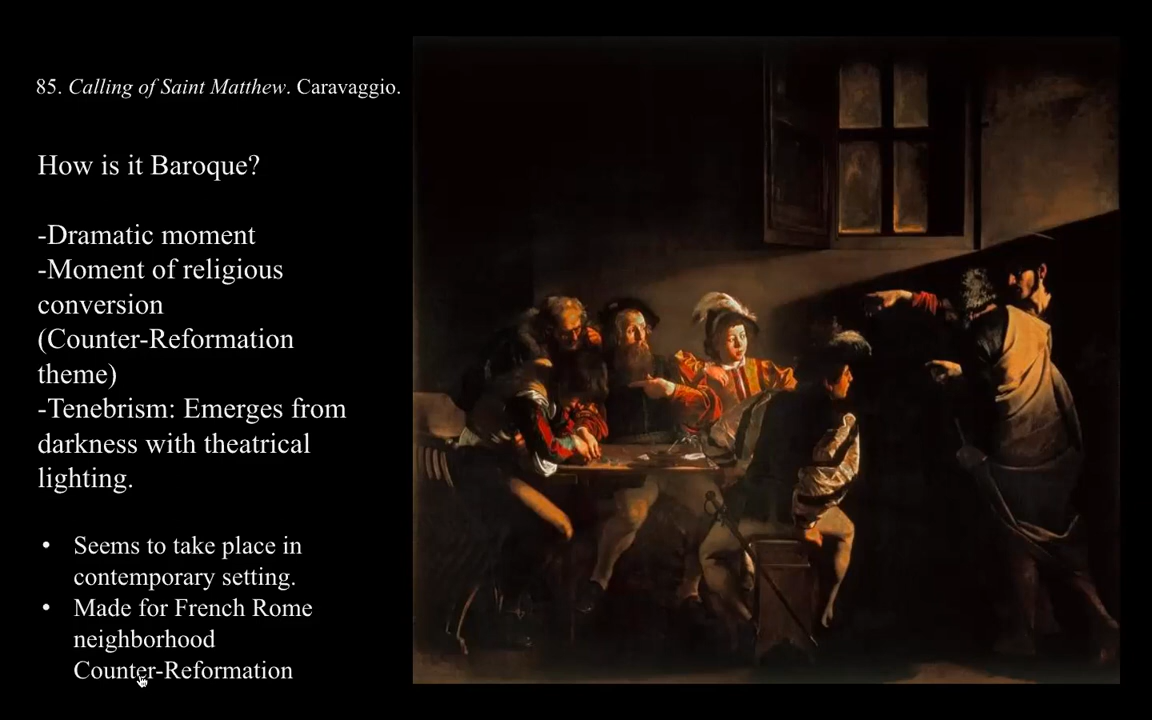 85. Calling of Saint Matthew. Caravaggio.
How is it Baroque?
-Dramatic moment
-Moment of religious
conversion
(Counter-Reformation
theme)
-Tenebrism: Emerges from
darkness with theatrical
lighting.
• Seems to take place in
contemporary setting.
• Made for French Rome
neighborhood
Counter-Reformation